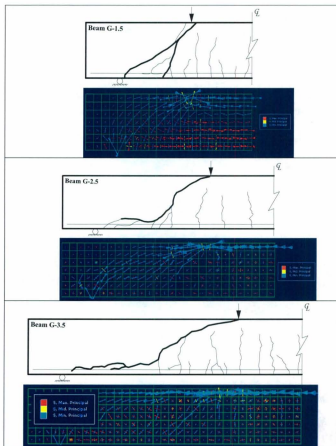 ℄
Beam G-1.5
℄
Beam G-2.5
℄
Beam G-3.5
S, Max. Principal
S, Mid. Principal
S, Min. Principal